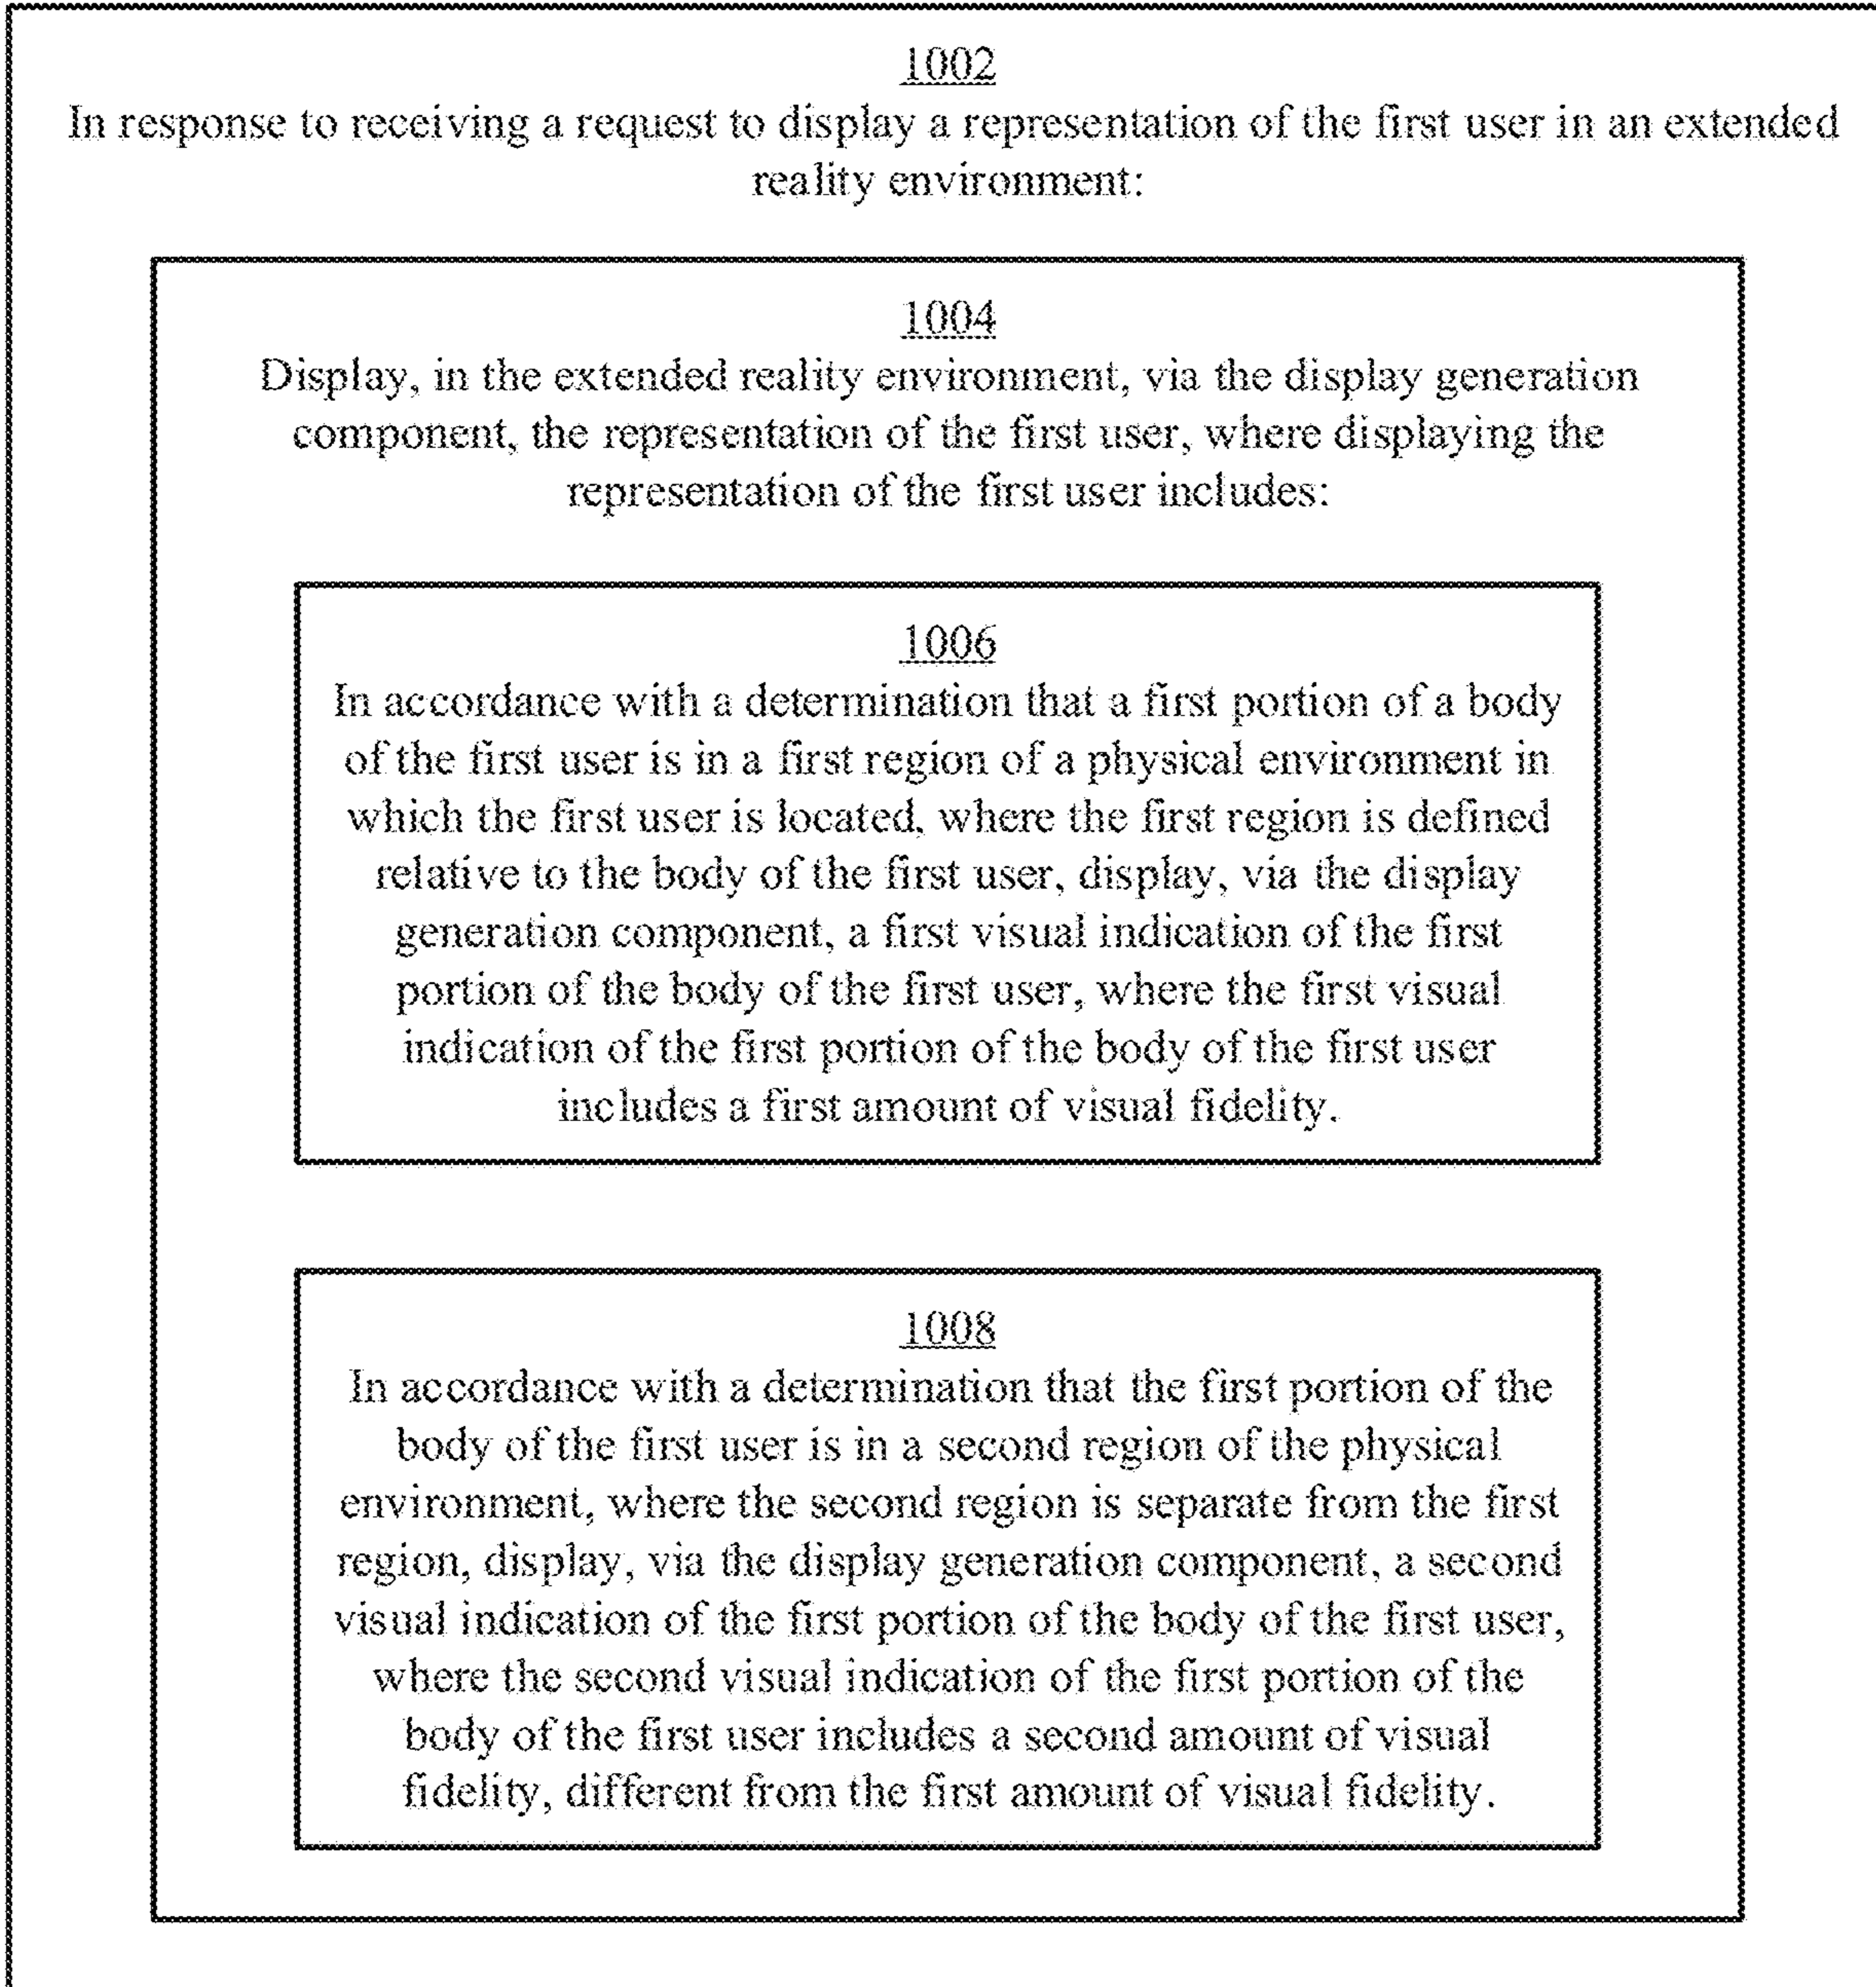 1002
In response to receiving a request to display a representation of the first user in an extended
reality environment:
1004
Display, in the extended reality environment, via the display generation
component, the representation of the first user, where displaying the
representation of the first user includes:
1006
In accordance with a determination that a first portion of a body
of the first user is in a first region of a physical environment in
which the first user is located, where the first region is defined
relative to the body of the first user, display, via the display
generation component, a first visual indication of the first
portion of the body of the first user, where the first visual
indication of the first portion of the body of the first user
includes a first amount of visual fidelity.
1008
In accordance with a determination that the first portion of the
body of the first user is in a second region of the physical
environment, where the second region is separate from the first
region, display, via the display generation component, a second
visual indication of the first portion of the body of the first user,
where the second visual indication of the first portion of the
body of the first user includes a second amount of visual
fidelity, different from the first amount of visual fidelity.